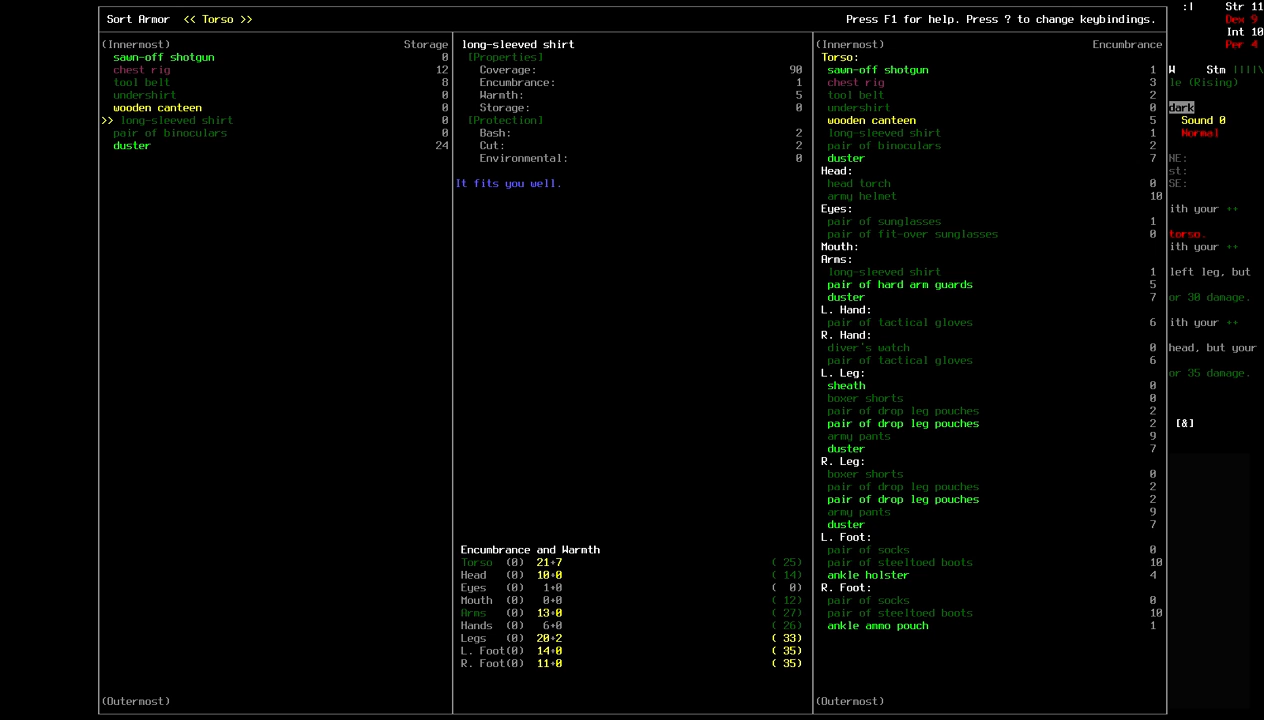 Sort Armor  << Torso >>  Press F1 for help. Press ? to change keybindings.
(Innermost)  Storage
sawn-off shotgun  0
chest rig  12
tool belt  8
undershirt  0
wooden canteen  0
>> long-sleeved shirt  0
pair of binoculars  0
duster  24
(Outermost)
long-sleeved shirt
[Properties]
Coverage:  90
Encumbrance:  1
Warmth:  5
Storage:  0
[Protection]
Bash:  2
Cut:  2
Environmental:  0
It fits you well.
Encumbrance and Warmth
Torso  (0)  21+7  ( 25)
Head  (0)  10+0  ( 14)
Eyes  (0)  1+0  (  0)
Mouth  (0)  0+0  ( 12)
Arms  (0)  13+0  ( 27)
Hands  (0)  6+0  ( 26)
Legs  (0)  20+2  ( 33)
L. Foot(0)  14+0  ( 35)
R. Foot(0)  11+0  ( 35)
(Innermost)  Encumbrance
Torso:
sawn-off shotgun  1
chest rig  3
tool belt  2
undershirt  0
wooden canteen  5
long-sleeved shirt  1
pair of binoculars  2
duster  7
Head:
head torch  0
army helmet  10
Eyes:
pair of sunglasses  1
pair of fit-over sunglasses  0
Mouth:
Arms:
long-sleeved shirt  1
pair of hard arm guards  5
duster  7
L. Hand:
pair of tactical gloves  6
R. Hand:
diver's watch  0
pair of tactical gloves  6
L. Leg:
sheath  0
boxer shorts  0
pair of drop leg pouches  2
pair of drop leg pouches  2
army pants  9
duster  7
R. Leg:
boxer shorts  0
pair of drop leg pouches  2
pair of drop leg pouches  2
army pants  9
duster  7
L. Foot:
pair of socks  0
pair of steeltoed boots  10
ankle holster  4
R. Foot:
pair of socks  0
pair of steeltoed boots  10
ankle ammo pouch  1
(Outermost)
:|  Str 11
Dex 9
Int 10
Per 4
W  Stm ||||\
le (Rising)
dark
Sound 0
Normal
NE:
st:
SE:
ith your ++
torso.
ith your ++
left leg, but
or 30 damage.
ith your ++
head, but your
or 35 damage.
[&]